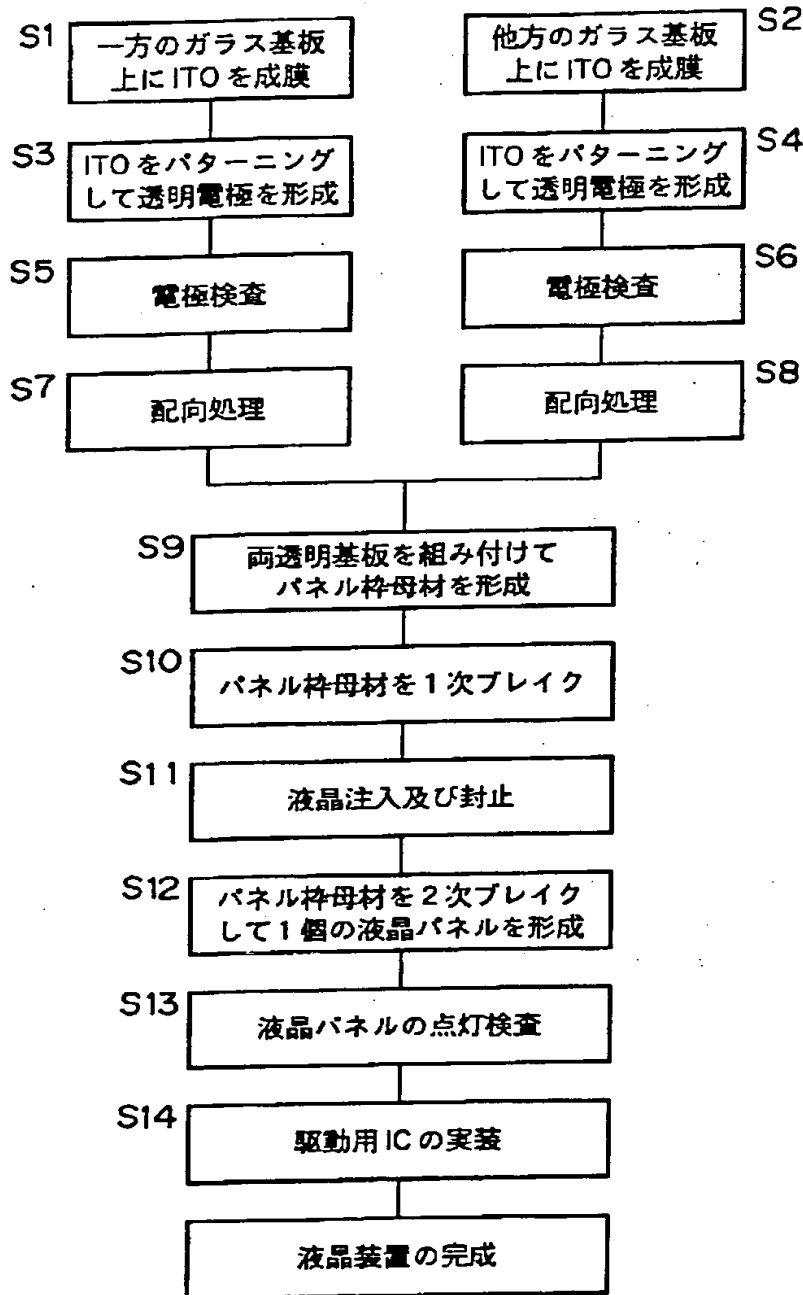 S1
一方のガラス基板
上にITOを成膜
S2
他方のガラス基板
上にITOを成膜
S3
ITOをパターニング
して透明電極を形成
S4
ITOをパターニング
して透明電極を形成
S5
電極検査
S6
電極検査
S7
配向処理
S8
配向処理
S9
両透明基板を組み付けて
パネル枠母材を形成
S10
パネル枠母材を1次ブレイク
S11
液晶注入及び封止
S12
パネル枠母材を2次ブレイク
して1個の液晶パネルを形成
S13
液晶パネルの点灯検査
S14
駆動用ICの実装
液晶装置の完成